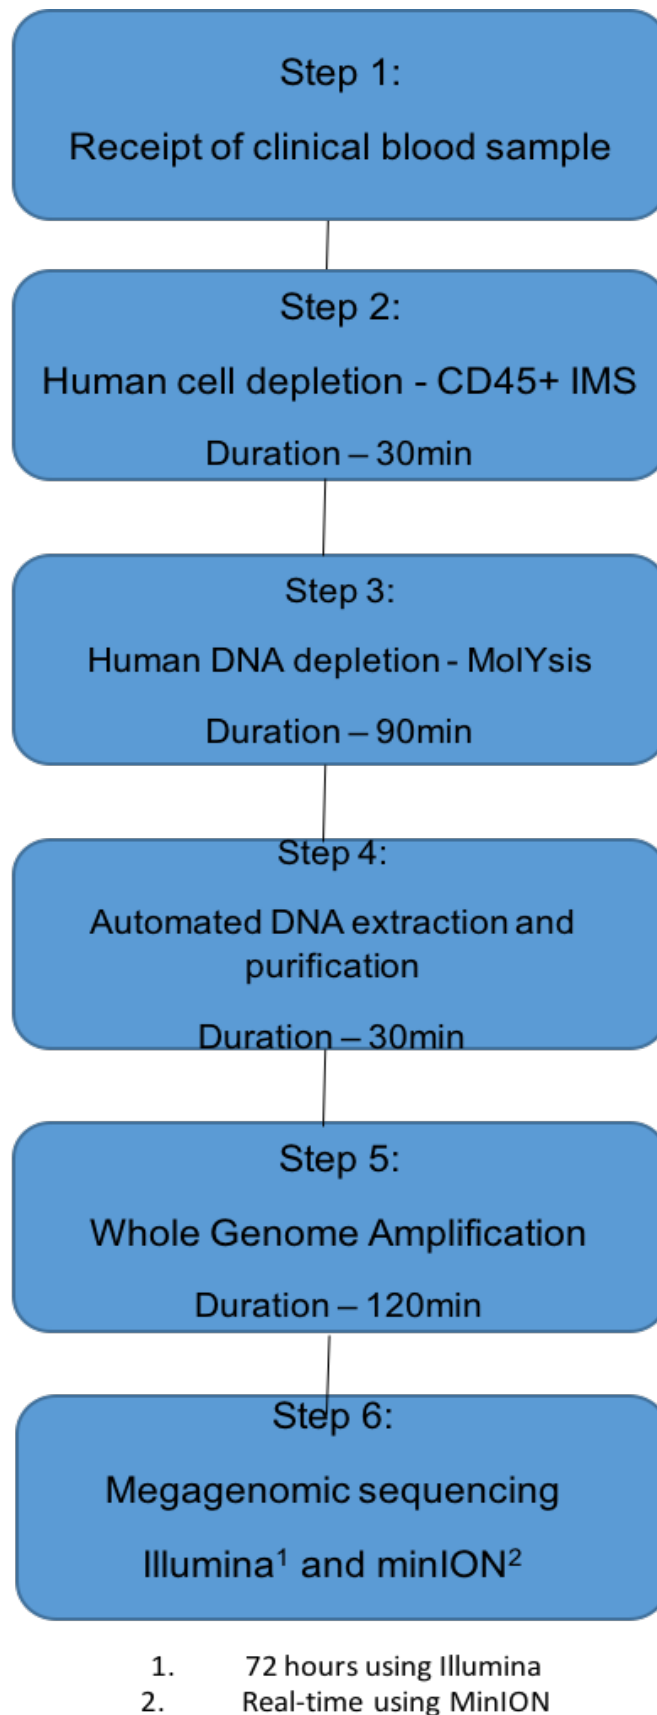 Step 1:
Receipt of clinical blood sample
Step 2:
Human cell depletion - CD45+ IMS
Duration – 30min
Step 3:
Human DNA depletion - MolYsis
Duration – 90min
Step 4:
Automated DNA extraction and
purification
Duration – 30min
Step 5:
Whole Genome Amplification
Duration – 120min
Step 6:
Megagenomic sequencing
Illumina¹ and minION²
1. 72 hours using Illumina
2. Real-time using MinION